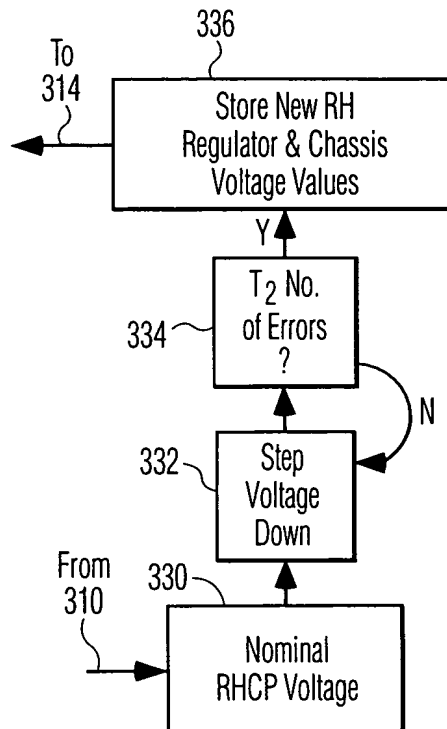 336
To
314
Store New RH
Regulator & Chassis
Voltage Values
Y
T₂ No.
of Errors
?
334
N
332
Step
Voltage
Down
From
310
330
Nominal
RHCP Voltage